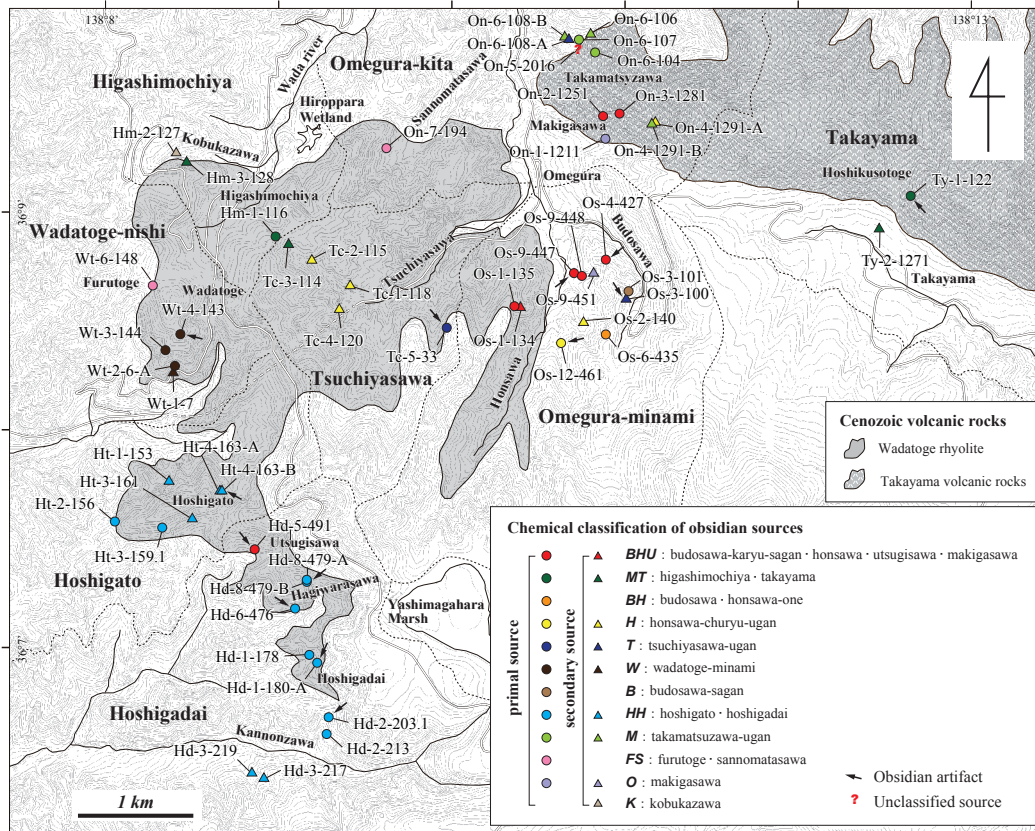 138°8′
138°13′
On-6-108-B
On-6-106
On-6-108-A
On-6-107
On-5-2016
?
On-6-104
Takamatsyzawa
4
Higashimochiya
Wada river
Omegura-kita
Sannomatasawa
Hiroppara
Wetland
On-2-1251
On-3-1281
Makigasawa
On-4-1291-A
Takayama
Hm-2-127
Kobukazawa
On-7-194
On-1-1211
On-4-1291-B
Hoshikusotoge
Hm-3-128
Higashimochiya
Omegura
Ty-1-122
36°9′
Hm-1-116
Os-4-427
Os-9-448
Budosawa
Wadatoge-nishi
Tc-2-115
Tsuchiyasawa
Os-9-447
Wt-6-148
Tc-3-114
Os-1-135
Os-3-101
Ty-2-1271
Furutoge
Wadatoge
Tc-1-118
Os-9-451
Os-3-100
Takayama
Wt-4-143
Os-2-140
Wt-3-144
Tc-4-120
Tc-5-33
Os-1-134
Os-6-435
Wt-2-6-A
Honsawa
Os-12-461
Tsuchiyasawa
Wt-1-7
Omegura-minami
Cenozoic volcanic rocks
Wadatoge rhyolite
Takayama volcanic rocks
Ht-4-163-A
Ht-1-153
Ht-4-163-B
Ht-3-161
Hoshigato
Ht-2-156
Hd-5-491
Utsugisawa
Ht-3-159.1
Hd-8-479-A
Hoshigato
Hd-8-479-B
Hagiwarasawa
Hd-6-476
Yashimagahara
Marsh
36°7′
Hd-1-178
Hd-1-180-A
Hoshigadai
Hoshigadai
Hd-2-203.1
Kannonzawa
Hd-2-213
Hd-3-219
Hd-3-217
1 km
Chemical classification of obsidian sources
primal source
secondary source
BHU : budosawa-karyu-sagan · honsawa · utsugisawa · makigasawa
MT : higashimochiya · takayama
BH : budosawa · honsawa-one
H : honsawa-churyu-ugan
T : tsuchiyasawa-ugan
W : wadatoge-minami
B : budosawa-sagan
HH : hoshigato · hoshigadai
M : takamatsuzawa-ugan
FS : furutoge · sannomatasawa
O : makigasawa
K : kobukazawa
Obsidian artifact
? Unclassified source